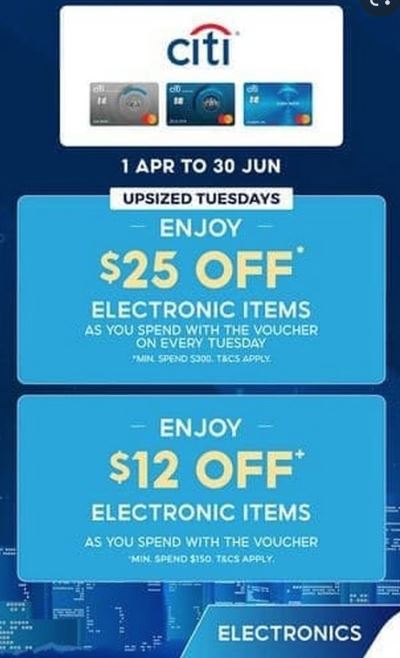 citi
1 APR TO 30 JUN
UPSIZED TUESDAYS
ENJOY
$25 OFF*
ELECTRONIC ITEMS
AS YOU SPEND WITH THE VOUCHER
ON EVERY TUESDAY
*MIN. SPEND $300. T&CS APPLY.
ENJOY
$12 OFF+
ELECTRONIC ITEMS
AS YOU SPEND WITH THE VOUCHER
+MIN. SPEND $150. T&CS APPLY.
ELECTRONICS